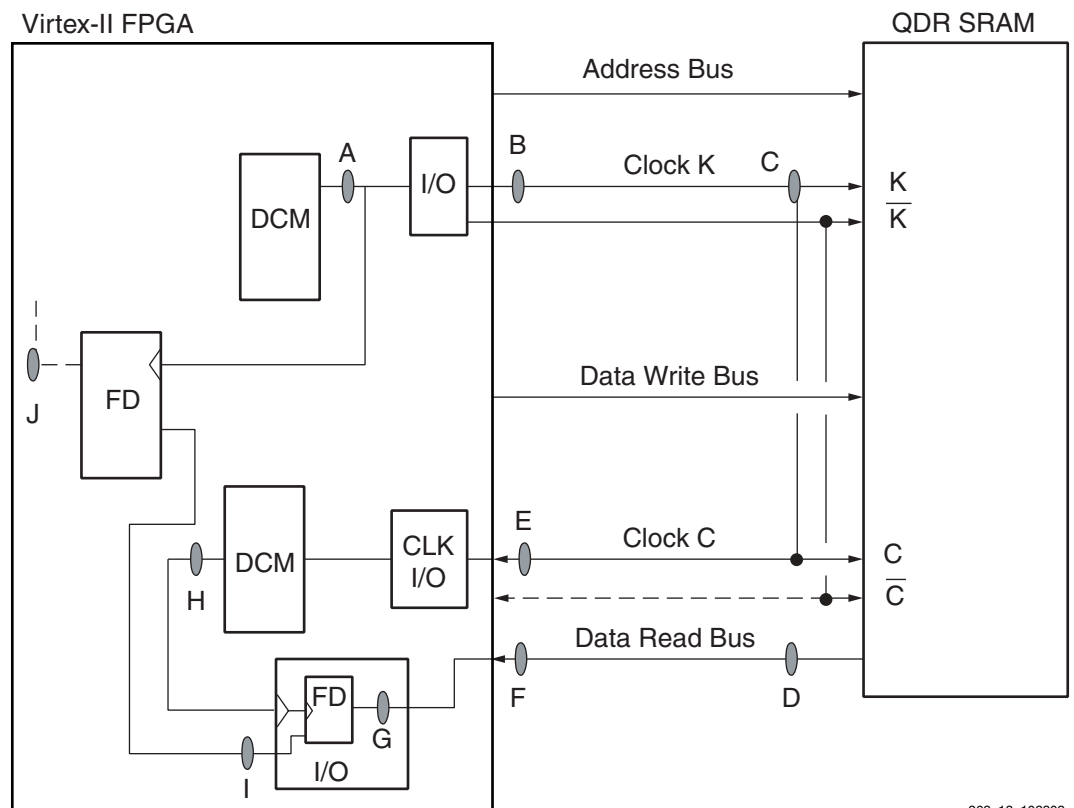 Virtex-II FPGA
QDR SRAM
Address Bus
A
B
C
DCM
I/O
Clock K
K
K̅
Data Write Bus
FD
J
E
Clock C
CLK
I/O
DCM
H
C
C̅
Data Read Bus
F
D
FD
G
I/O
I